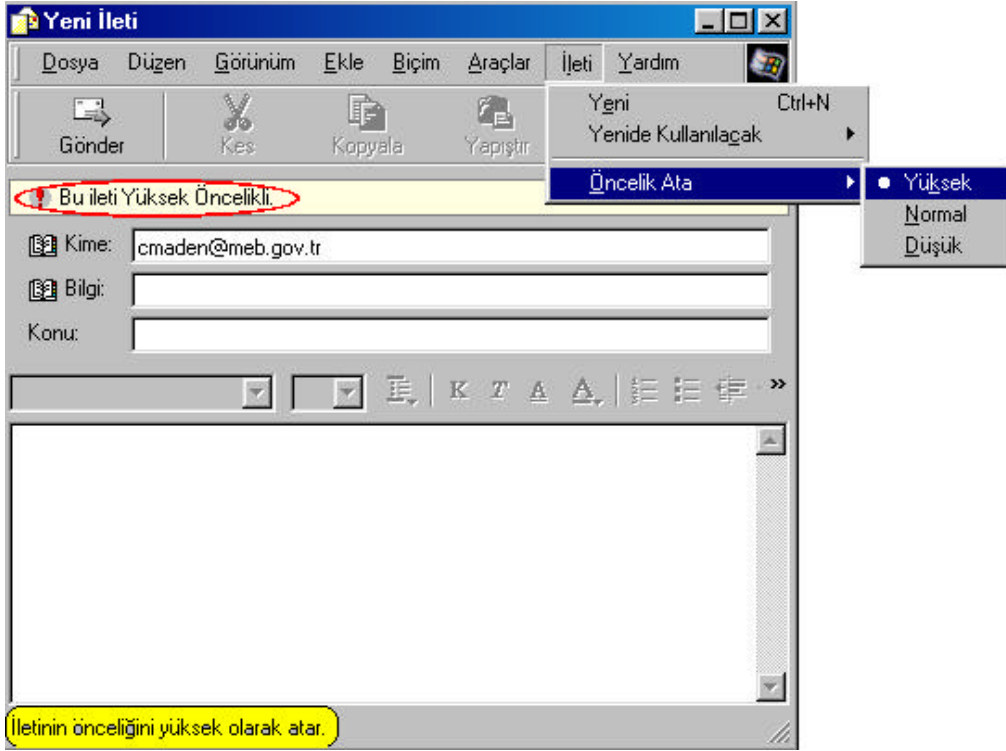 Yeni İleti
Dosya Düzen Görünüm Ekle Biçim Araçlar İleti Yardım
Gönder Kes Kopyala Yapıştır
Yeni Ctrl+N
Yenide Kullanılaçak
Öncelik Ata
Yüksek
Normal
Düşük
Bu ileti Yüksek Öncelikli.
Kime: cmaden@meb.gov.tr
Bilgi:
Konu:
K T A A »
İletinin önceliğini yüksek olarak atar.